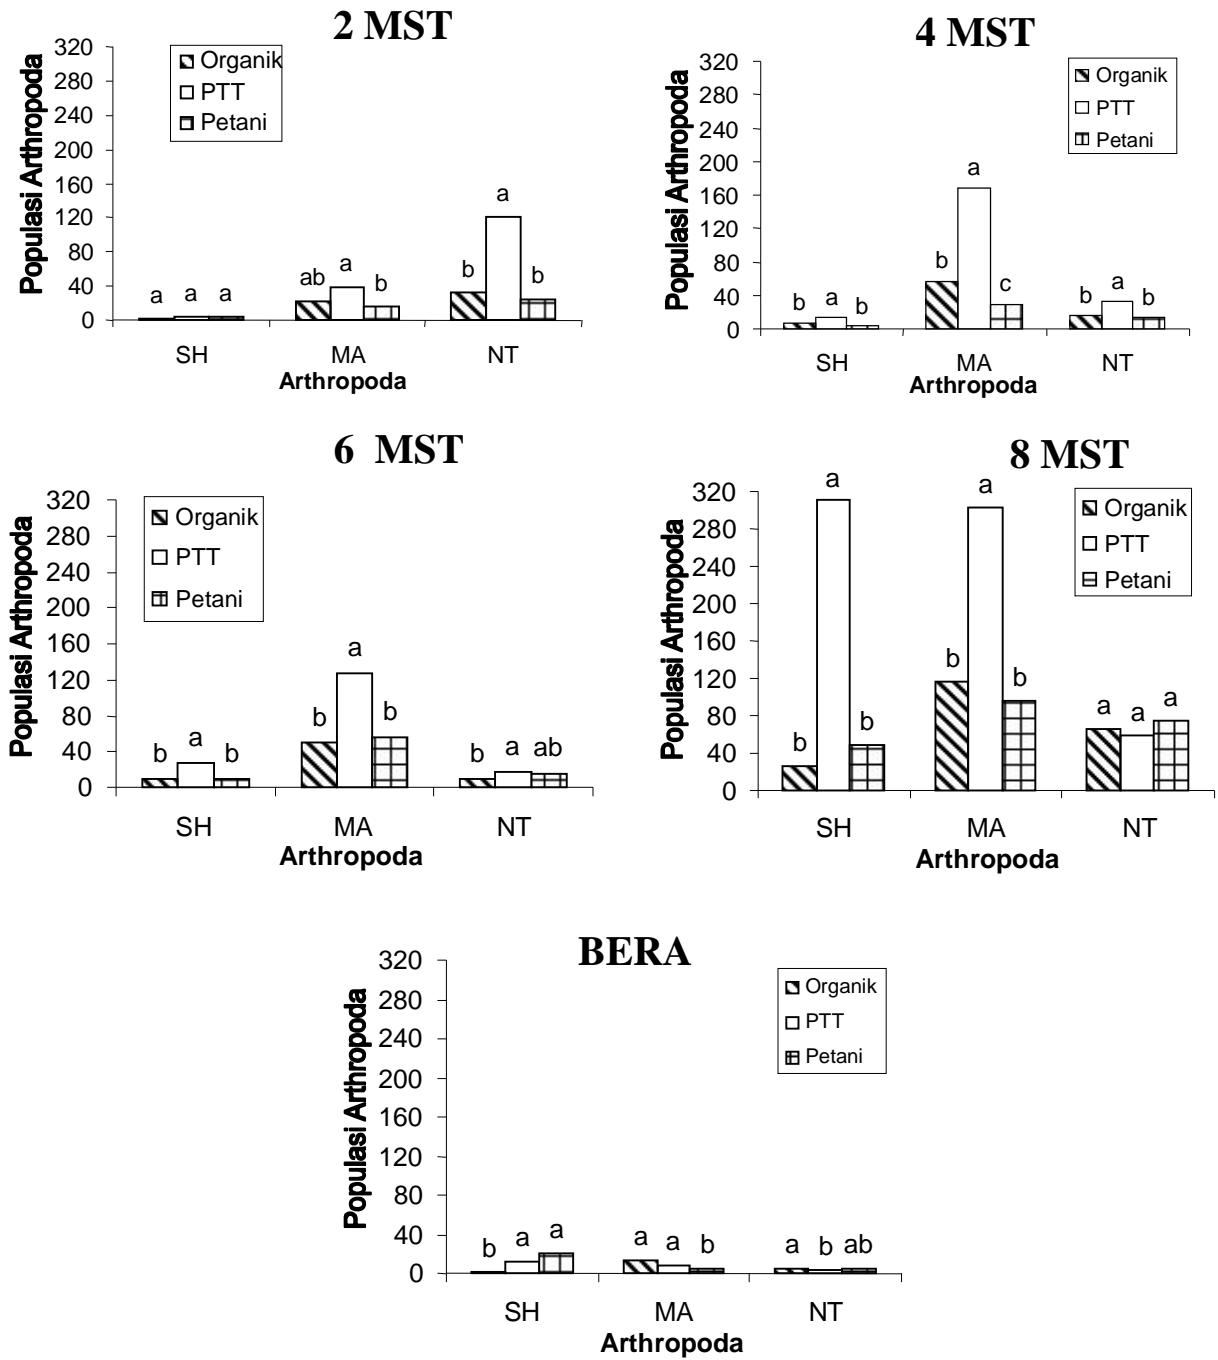 2 MST
Populasi Arthropoda
320
280
240
200
160
120
80
40
0
Organik
PTT
Petani
a a a
ab a b
b a b
SH MA NT
Arthropoda
4 MST
Populasi Arthropoda
320
280
240
200
160
120
80
40
0
Organik
PTT
Petani
b a b
b a c
b a b
SH MA NT
Arthropoda
6 MST
Populasi Arthropoda
320
280
240
200
160
120
80
40
0
Organik
PTT
Petani
b a b
b a b
b a ab
SH MA NT
Arthropoda
8 MST
Populasi Arthropoda
320
280
240
200
160
120
80
40
0
Organik
PTT
Petani
b a b
b a b
a a a
SH MA NT
Arthropoda
BERA
Populasi Arthropoda
320
280
240
200
160
120
80
40
0
Organik
PTT
Petani
b a a
a a b
a b ab
SH MA NT
Arthropoda